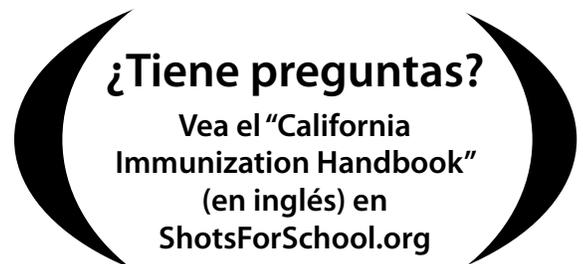 ¿Tiene preguntas?
Vea el “California
Immunization Handbook”
(en inglés) en
ShotsForSchool.org